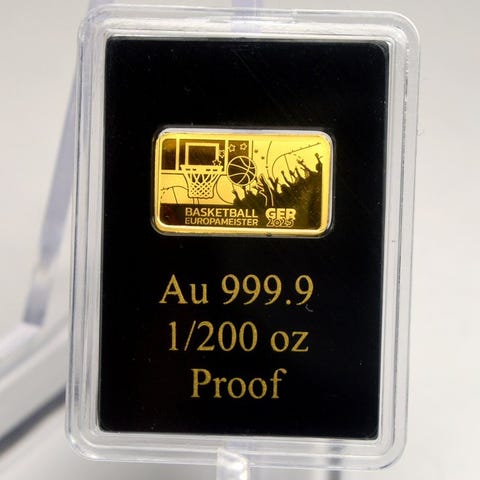 BASKETBALL
EUROPAMEISTER
GER
2025
Au 999.9
1/200 oz
Proof